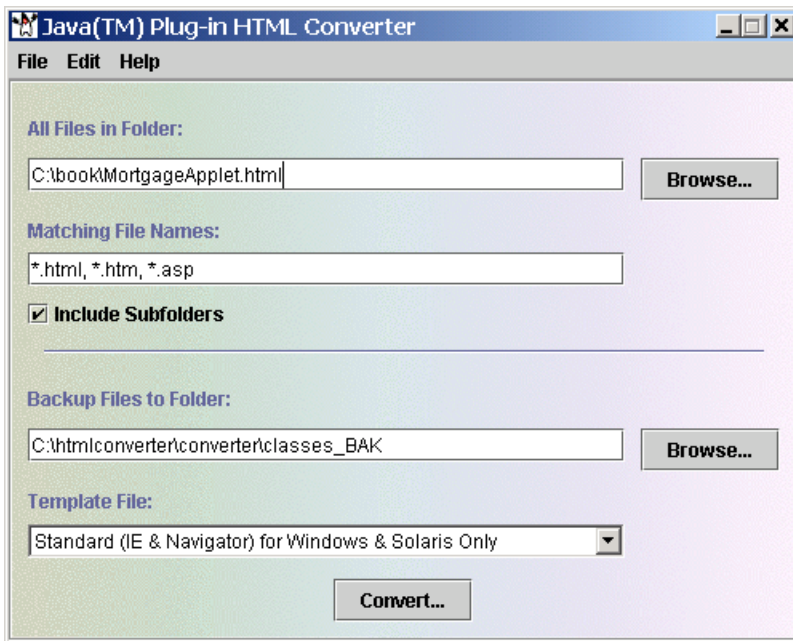 Java(TM) Plug-in HTML Converter
File Edit Help
All Files in Folder:
C:\book\MortgageApplet.html
Browse...
Matching File Names:
*.html, *.htm, *.asp
Include Subfolders
Backup Files to Folder:
C:\htmlconverter\converter\classes_BAK
Browse...
Template File:
Standard (IE & Navigator) for Windows & Solaris Only
Convert...